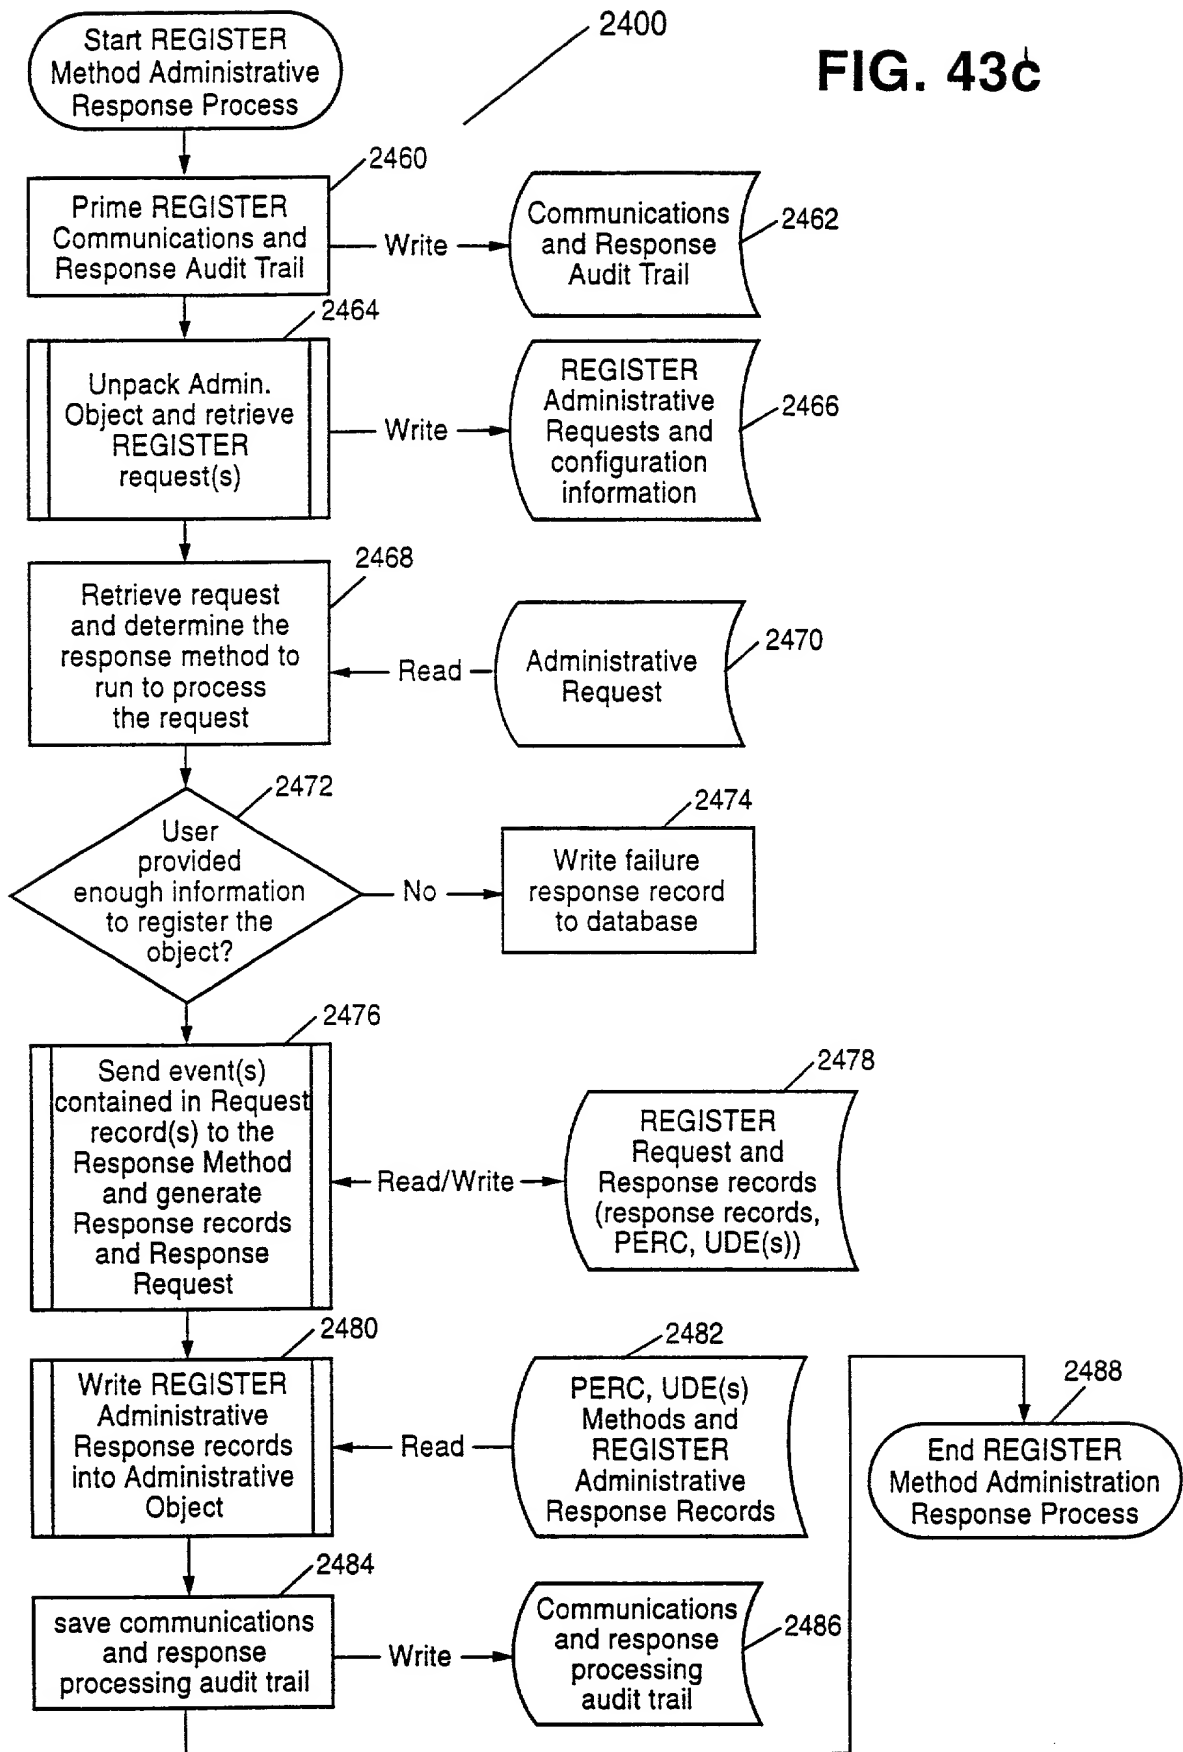 Start REGISTER
Method Administrative
Response Process
2400
FIG. 43c
2460
Prime REGISTER
Communications and
Response Audit Trail
Write
Communications
and Response
Audit Trail
2462
2464
Unpack Admin.
Object and retrieve
REGISTER
request(s)
Write
REGISTER
Administrative
Requests and
configuration
information
2466
2468
Retrieve request
and determine the
response method to
run to process
the request
Read
Administrative
Request
2470
2472
User
provided
enough information
to register the
object?
No
2474
Write failure
response record
to database
2476
Send event(s)
contained in Request
record(s) to the
Response Method
and generate
Response records
and Response
Request
Read/Write
2478
REGISTER
Request and
Response records
(response records,
PERC, UDE(s))
2480
Write REGISTER
Administrative
Response records
into Administrative
Object
Read
2482
PERC, UDE(s)
Methods and
REGISTER
Administrative
Response Records
2484
save communications
and response
processing audit trail
Write
Communications
and response
processing
audit trail
2486
2488
End REGISTER
Method Administration
Response Process